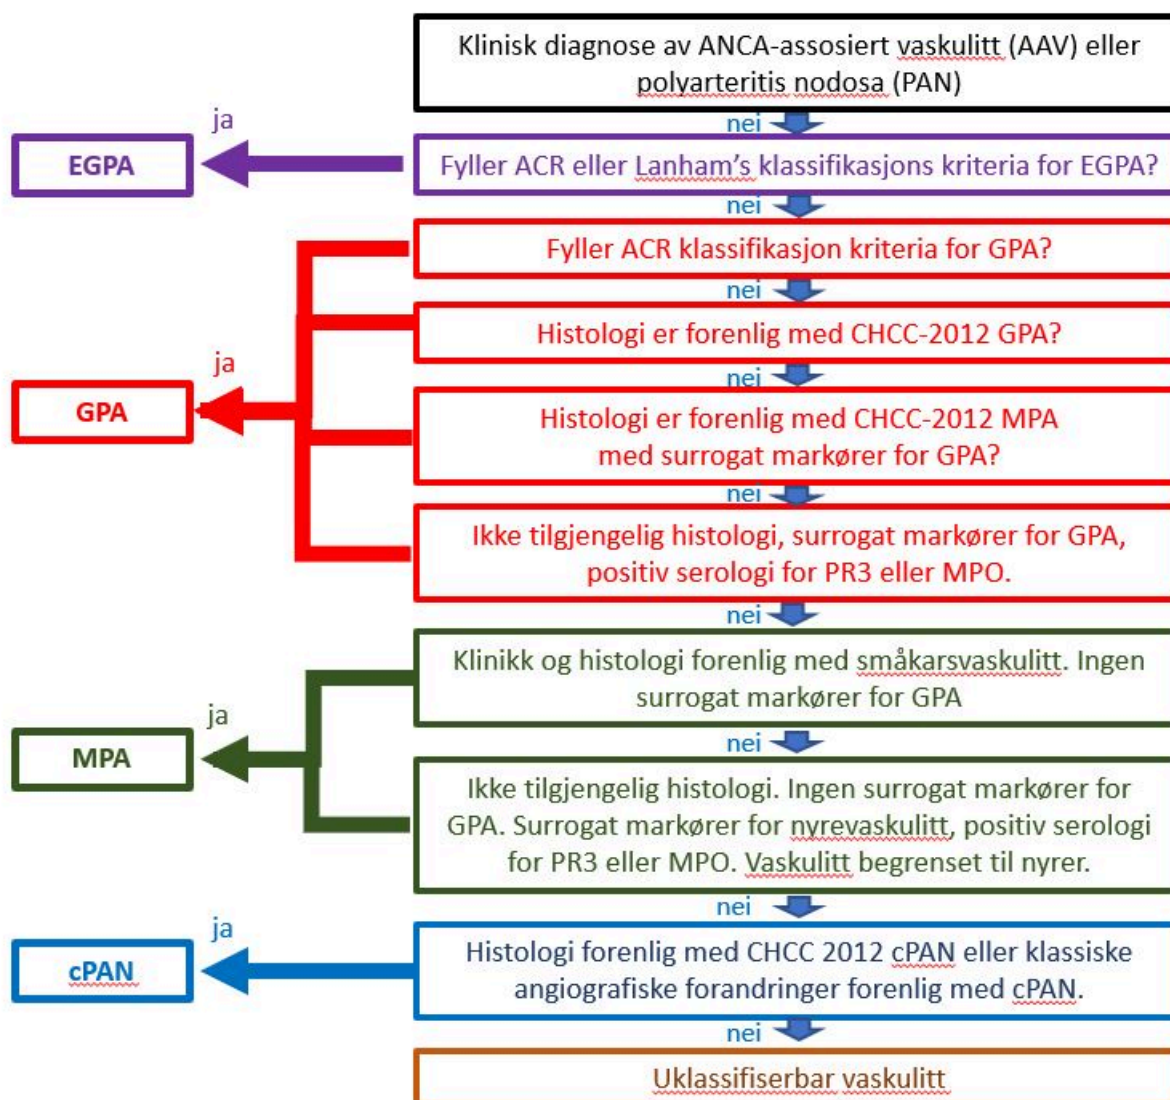 Klinisk diagnose av ANCA-assosiert vaskulitt (AAV) eller
polyarteritis nodosa (PAN)
nei
ja
EGPA
Fyller ACR eller Lanham's klassifikasjons kriteria for EGPA?
nei
Fyller ACR klassifikasjon kriteria for GPA?
nei
Histologi er forenlig med CHCC-2012 GPA?
ja
nei
GPA
Histologi er forenlig med CHCC-2012 MPA
med surrogat markører for GPA?
nei
Ikke tilgjengelig histologi, surrogat markører for GPA,
positiv serologi for PR3 eller MPO.
nei
Klinikk og histologi forenlig med småkarsvaskulitt. Ingen
surrogat markører for GPA
ja
nei
MPA
Ikke tilgjengelig histologi. Ingen surrogat markører for
GPA. Surrogat markører for nyrevaskulitt, positiv serologi
for PR3 eller MPO. Vaskulitt begrenset til nyrer.
nei
ja
cPAN
Histologi forenlig med CHCC 2012 cPAN eller klassiske
angiografiske forandringer forenlig med cPAN.
nei
Uklassifiserbar vaskulitt